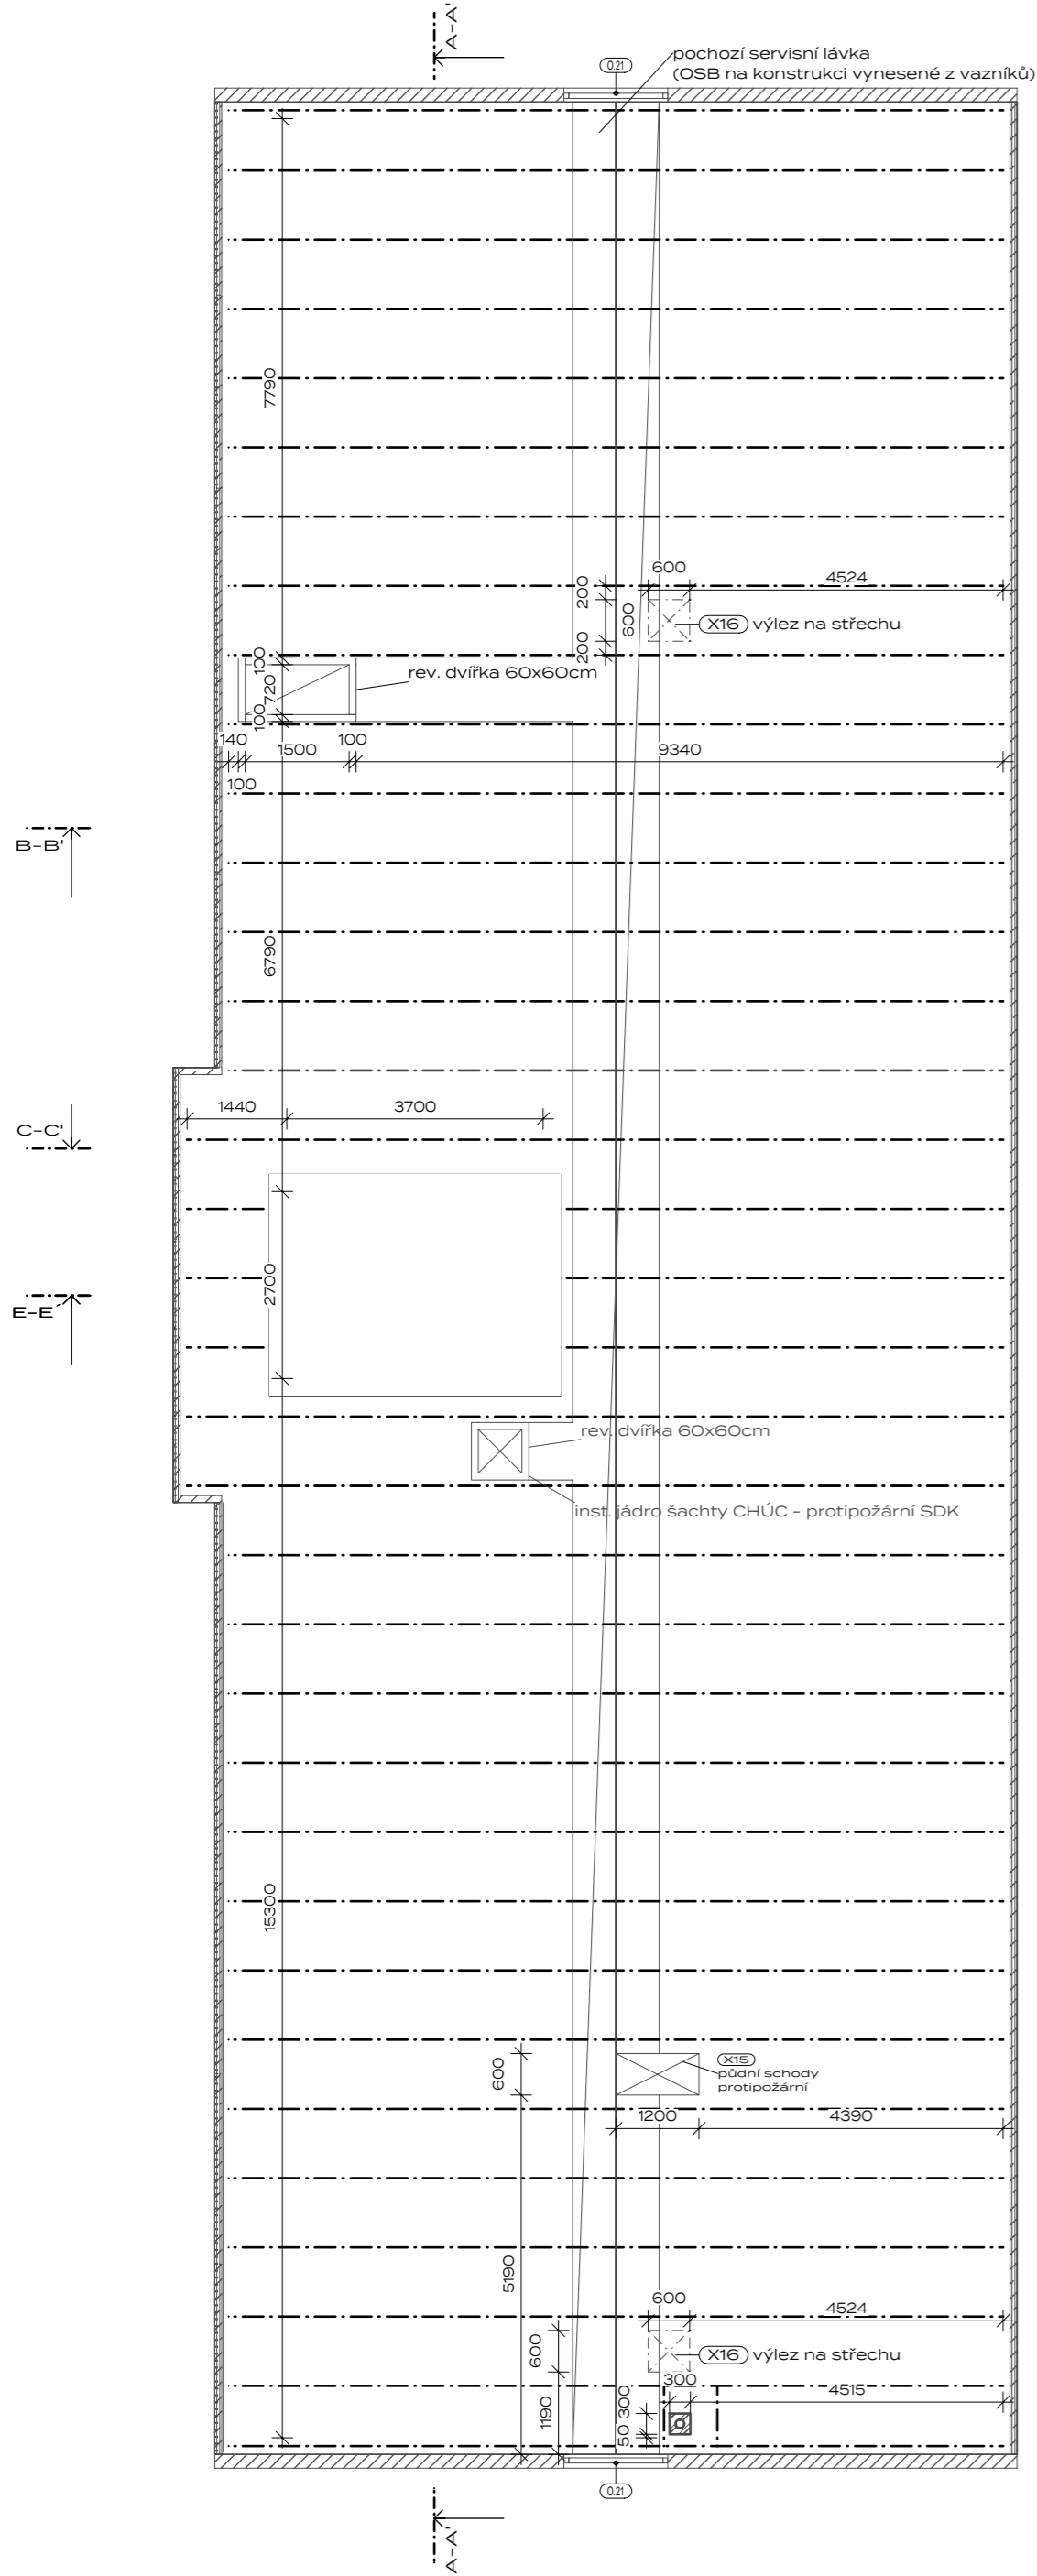 A-A'
0.21
pochozí servisní lávka
(OSB na konstrukci vynesené z vazníků)
7790
600
4524
200
600
200
X16 výlez na střechu
100
720
100
rev. dvířka 60x60cm
140
1500
100
9340
100
B-B'
6790
C-C'
1440
3700
2700
E-E'
rev. dvířka 60x60cm
inst. jádro šachty CHÚC - protipožární SDK
15300
600
X15
půdní schody
protipožární
1200
4390
5190
600
4524
600
X16 výlez na střechu
300
4515
1190
300
50
0.21
A-A'